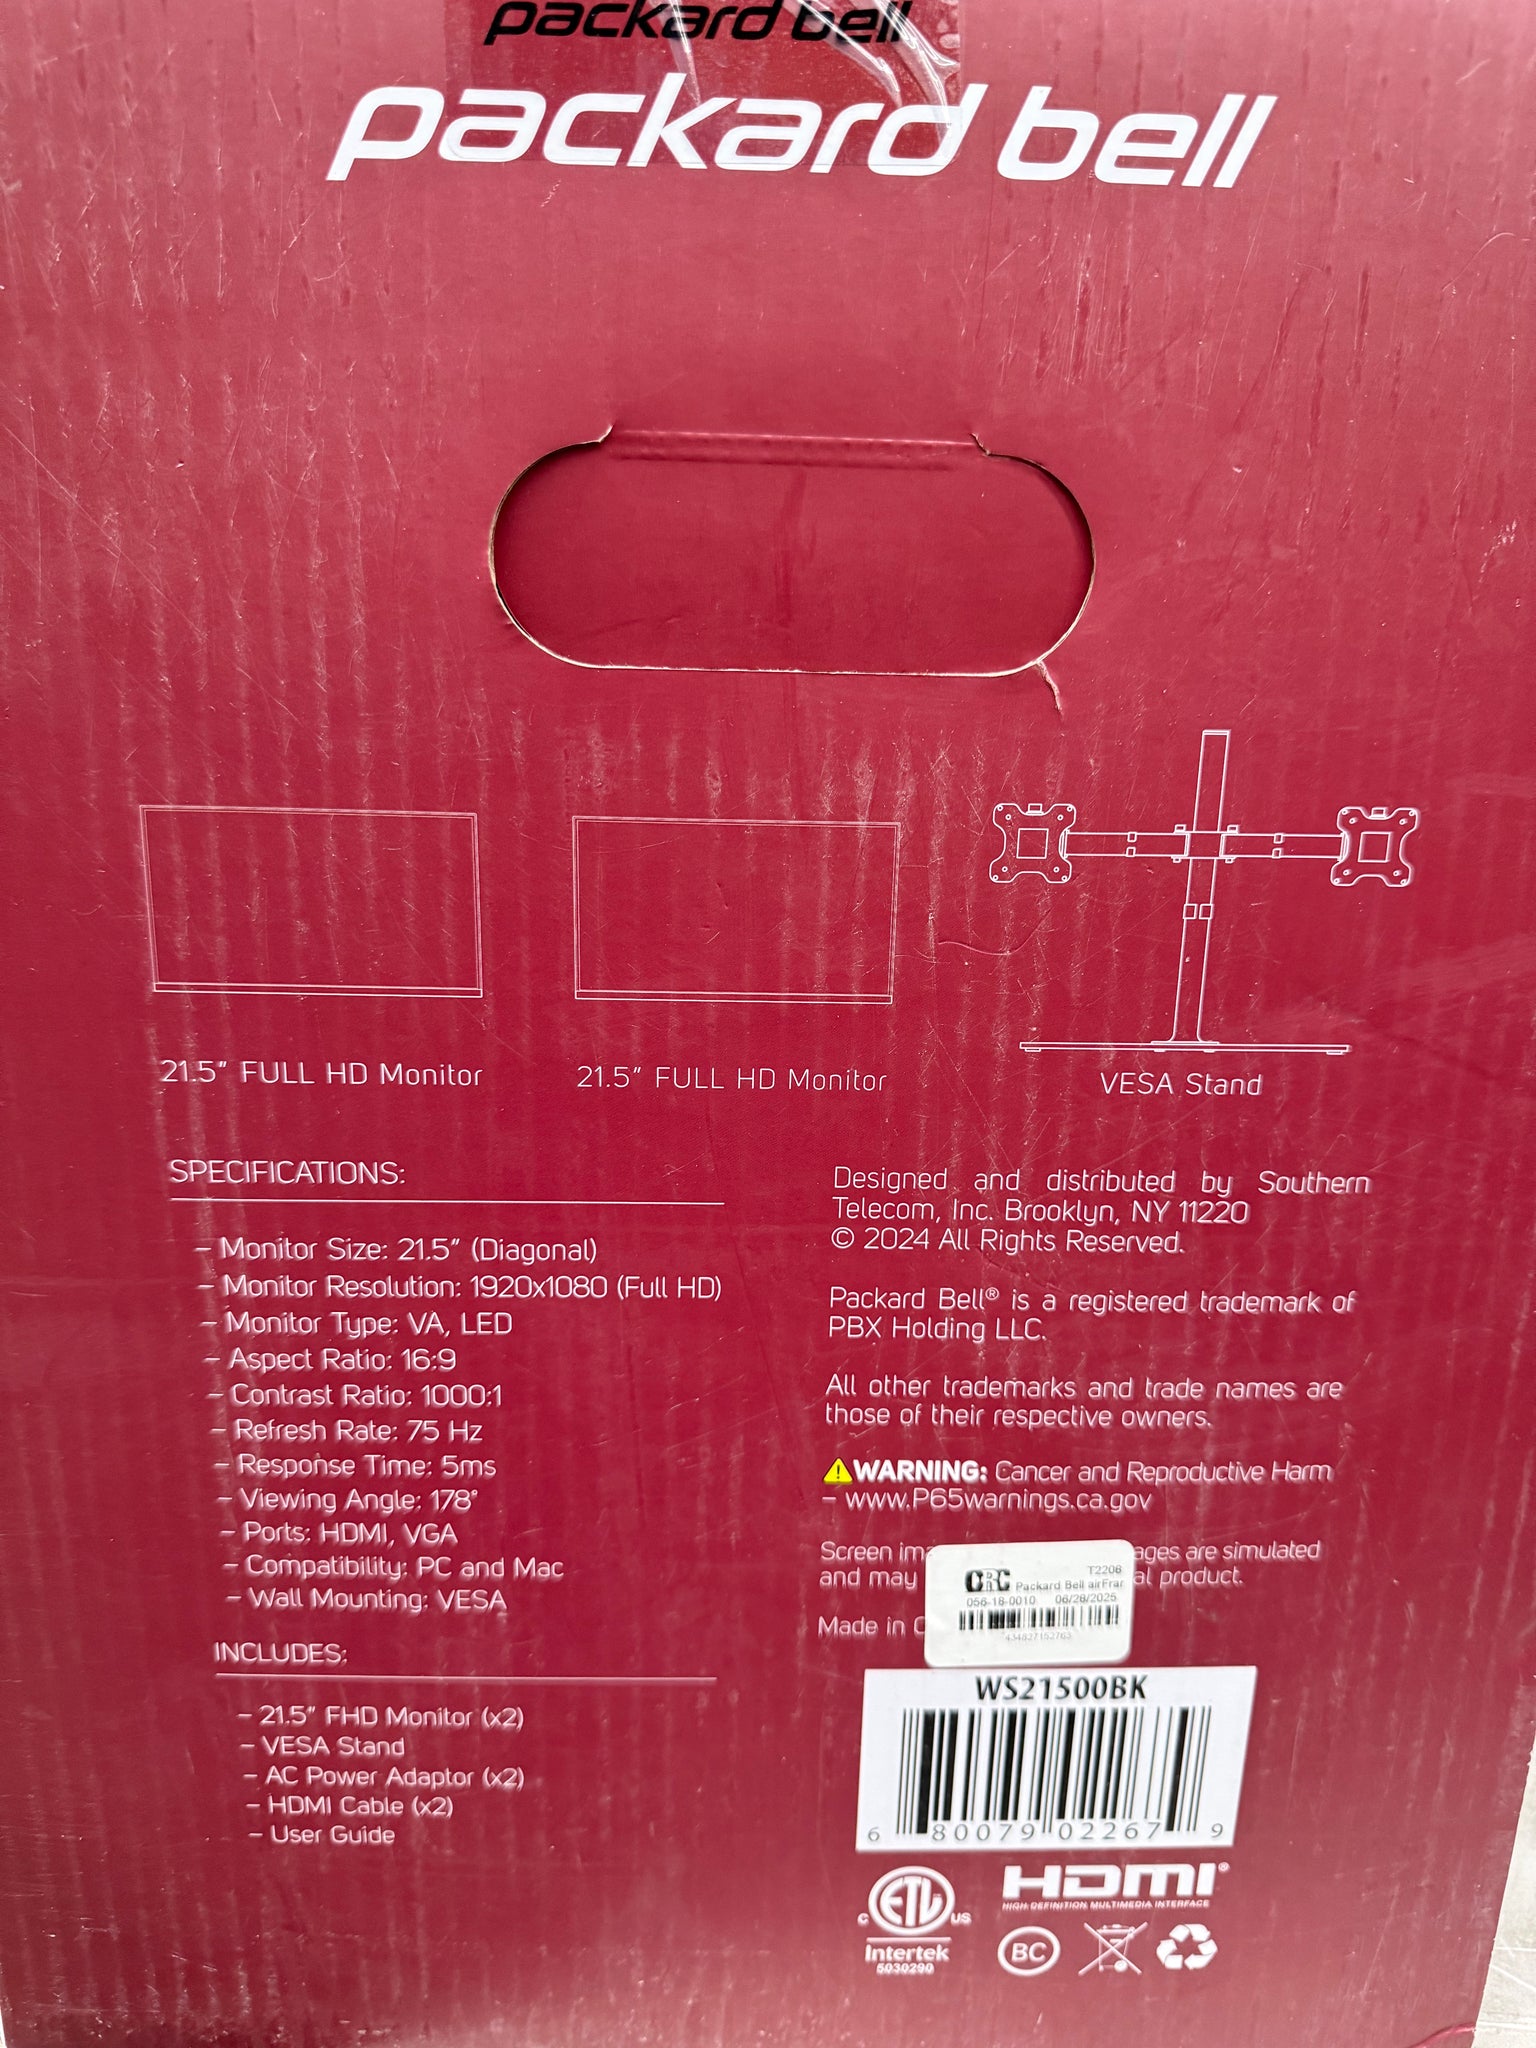 packard bell
packard bell
21.5" FULL HD Monitor
21.5" FULL HD Monitor
VESA Stand
SPECIFICATIONS:
– Monitor Size: 21.5" (Diagonal)
– Monitor Resolution: 1920x1080 (Full HD)
– Monitor Type: VA, LED
– Aspect Ratio: 16:9
– Contrast Ratio: 1000:1
– Refresh Rate: 75 Hz
– Response Time: 5ms
– Viewing Angle: 178°
– Ports: HDMI, VGA
– Compatibility: PC and Mac
– Wall Mounting: VESA
INCLUDES:
– 21.5" FHD Monitor (x2)
– VESA Stand
– AC Power Adaptor (x2)
– HDMI Cable (x2)
– User Guide
Designed and distributed by Southern
Telecom, Inc. Brooklyn, NY 11220
© 2024 All Rights Reserved.
Packard Bell® is a registered trademark of
PBX Holding LLC.
All other trademarks and trade names are
those of their respective owners.
WARNING: Cancer and Reproductive Harm
– www.P65warnings.ca.gov
Screen are simulated
and may product.
Made in
T2208
CRC Packard Bell airFrar
056-18-0010 06/28/2025
434827152763
WS21500BK
6 80079 02267 9
ETL
C US
Intertek
5030290
HDMI®
HIGH-DEFINITION MULTIMEDIA INTERFACE
BC